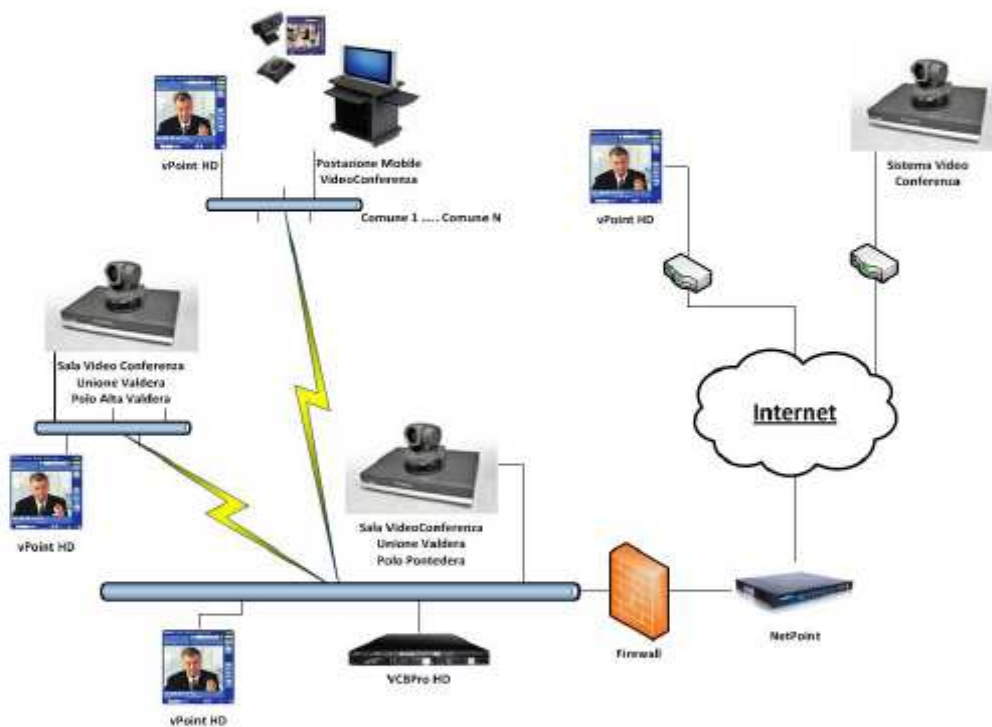 vPoint HD
Postazione Mobile
VideoConferenza
Comune 1 .... Comune N
vPoint HD
Sistema Video
Conferenza
Sala Video Conferenza
Unione Valdera
Polo Alta Valdera
vPoint HD
Internet
Sala VideoConferenza
Unione Valdera
Polo Pontedera
Firewall
NetPoint
VCBPro HD
vPoint HD